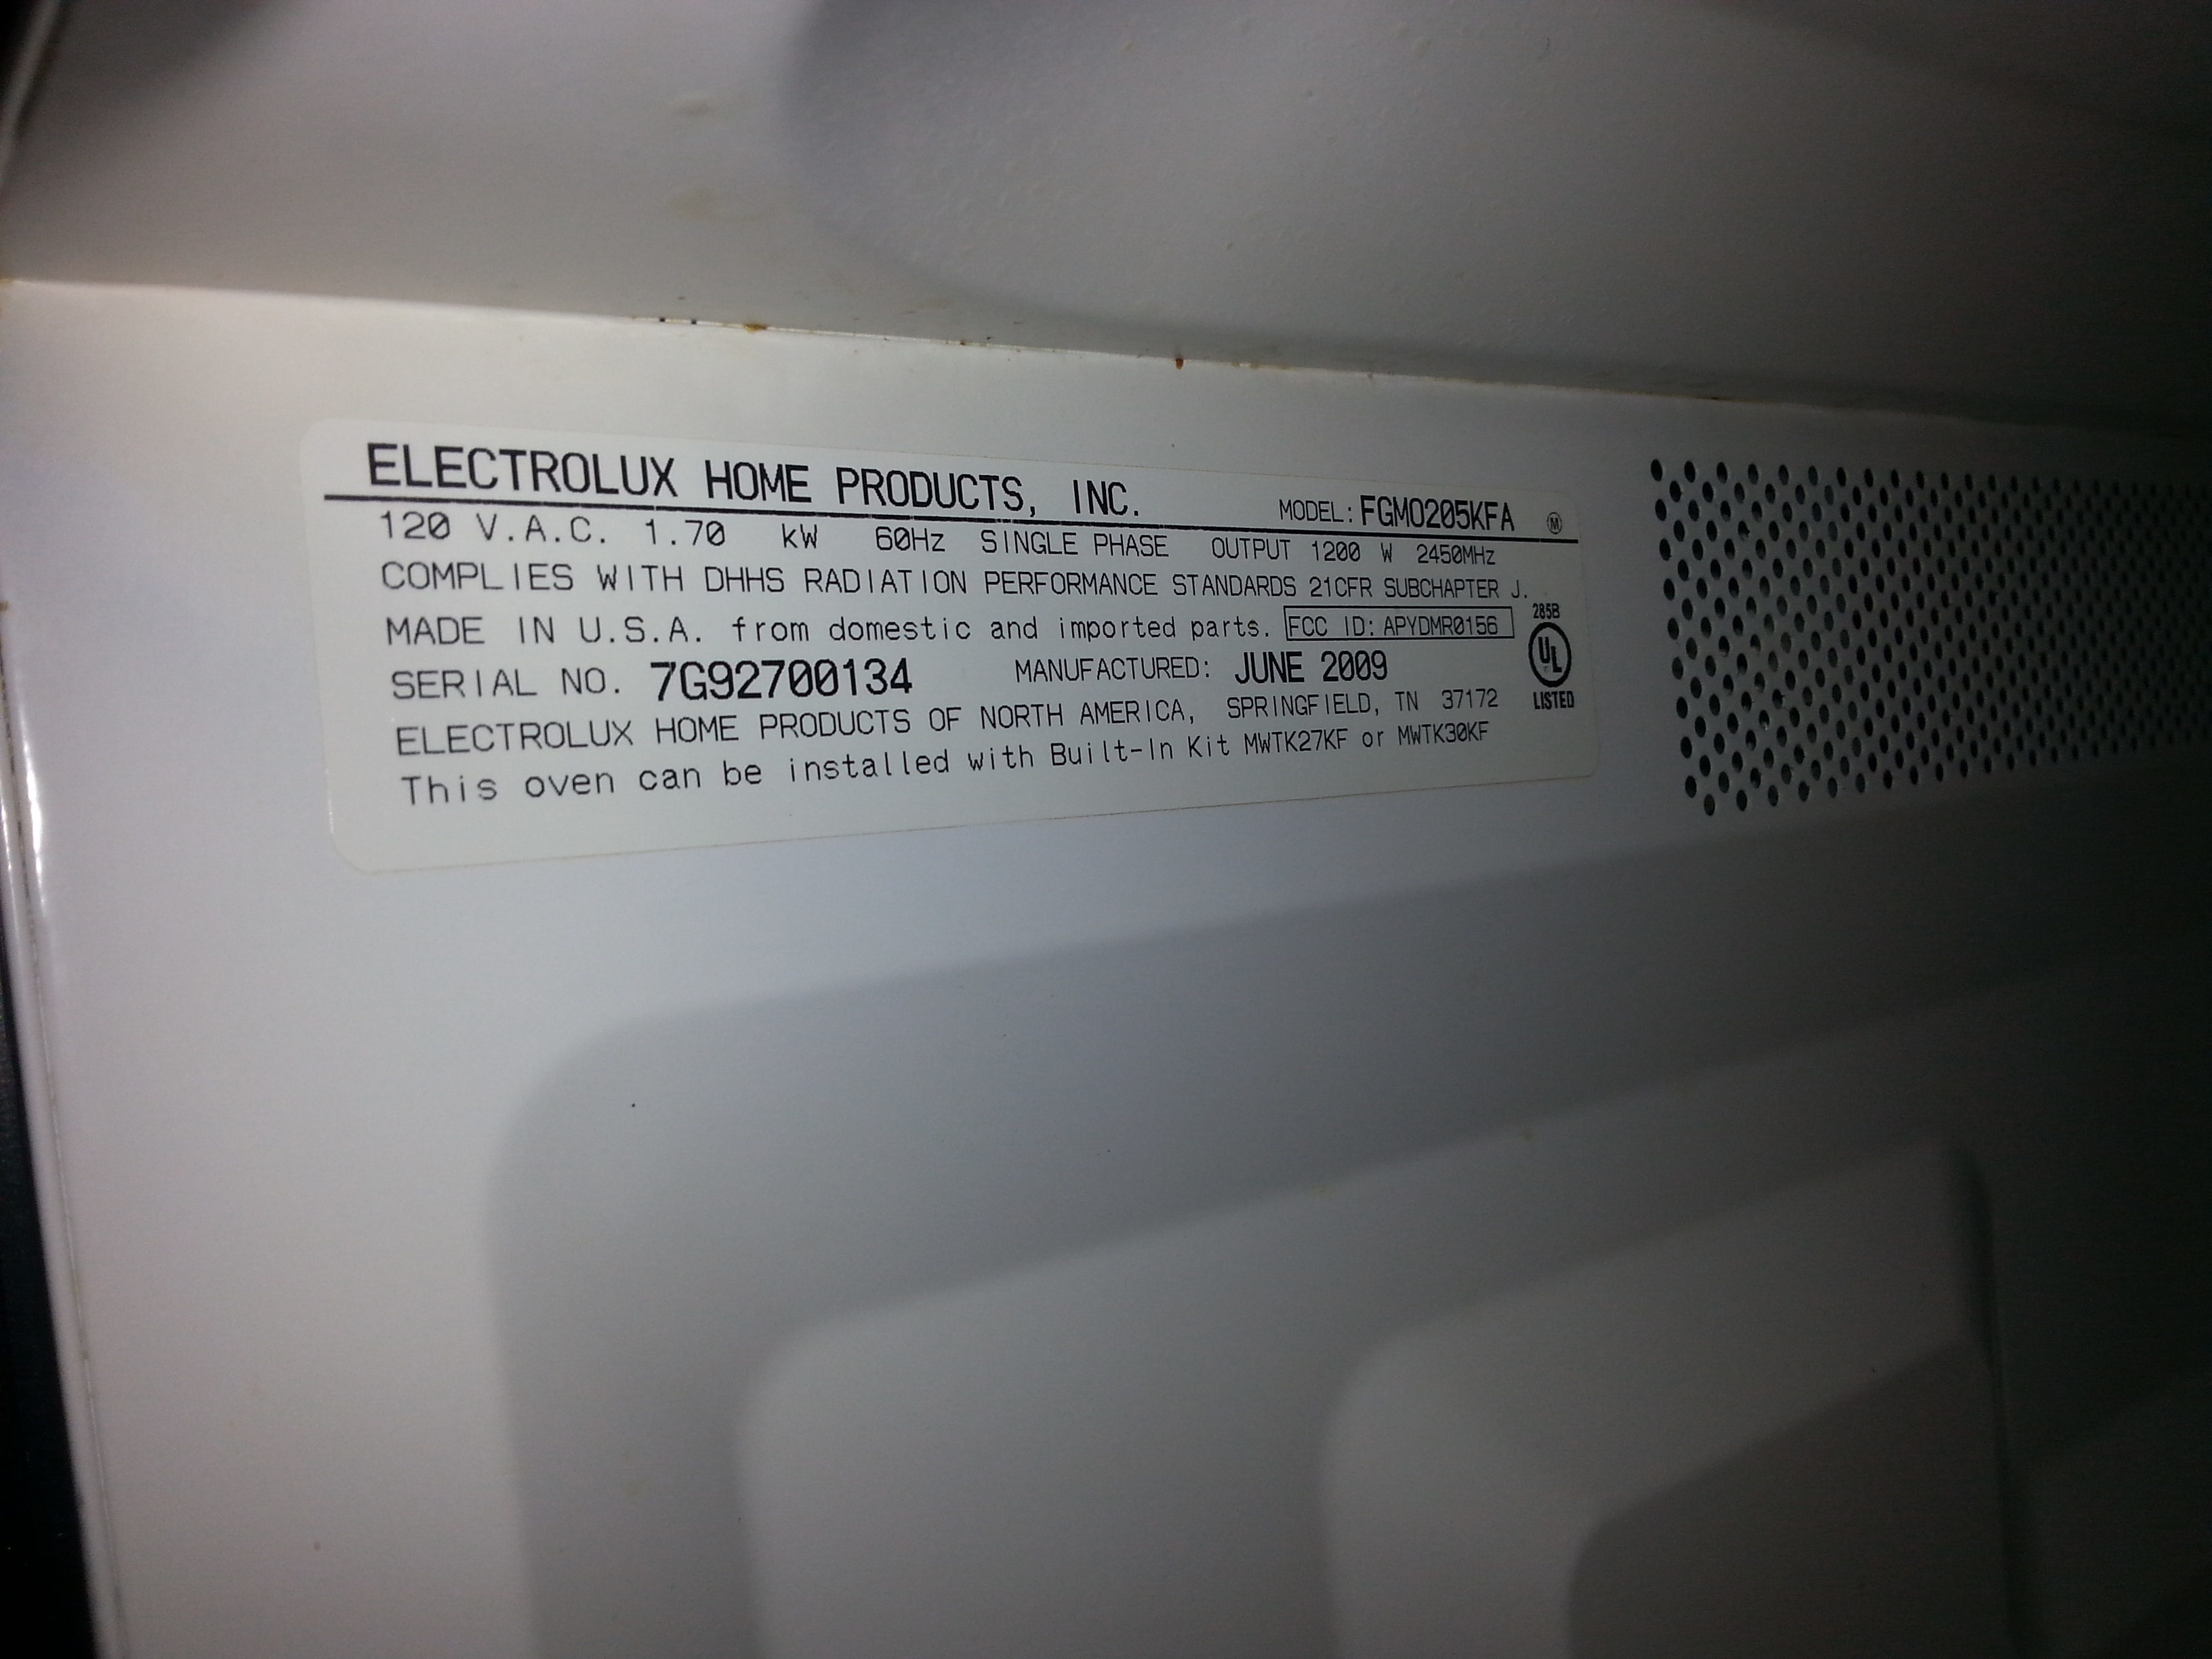 ELECTROLUX HOME PRODUCTS, INC. MODEL: FGMO205KFA M
120 V.A.C. 1.70 kW 60Hz SINGLE PHASE OUTPUT 1200 W 2450MHz
COMPLIES WITH DHHS RADIATION PERFORMANCE STANDARDS 21CFR SUBCHAPTER J.
MADE IN U.S.A. from domestic and imported parts. FCC ID: APYDMR0156
285B
UL
LISTED
SERIAL NO. 7G92700134 MANUFACTURED: JUNE 2009
ELECTROLUX HOME PRODUCTS OF NORTH AMERICA, SPRINGFIELD, TN 37172
This oven can be installed with Built-In Kit MWTK27KF or MWTK30KF